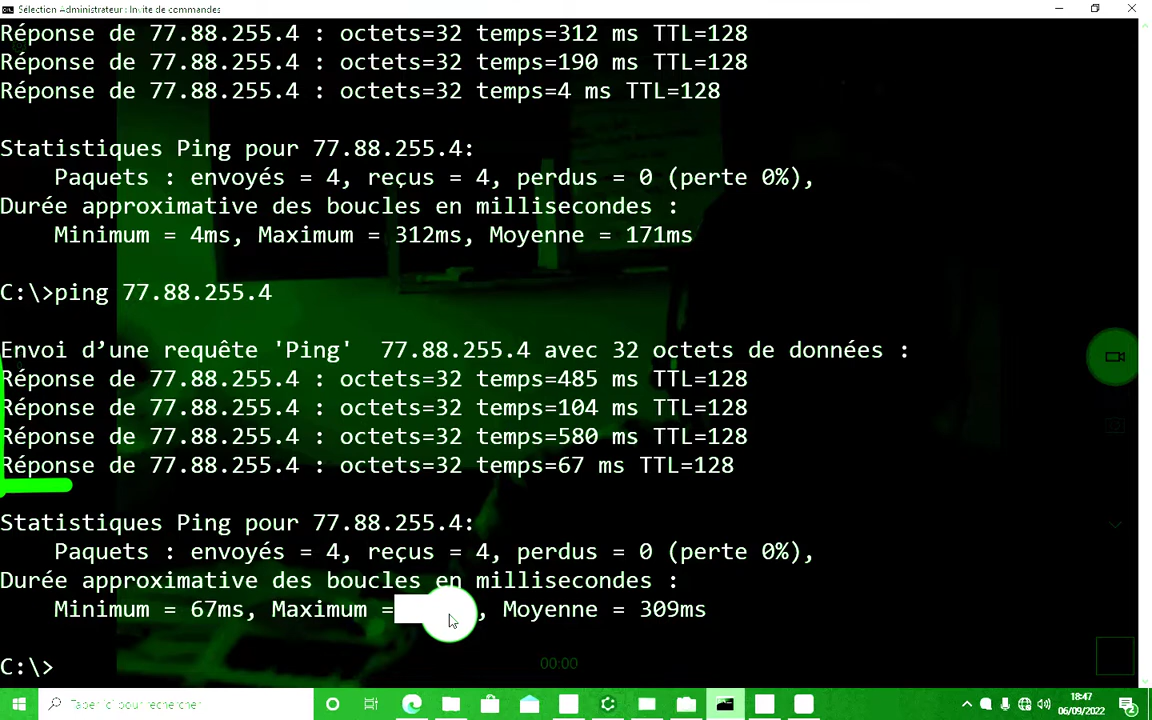 Sélection Administrateur : Invite de commandes
Réponse de 77.88.255.4 : octets=32 temps=312 ms TTL=128
Réponse de 77.88.255.4 : octets=32 temps=190 ms TTL=128
Réponse de 77.88.255.4 : octets=32 temps=4 ms TTL=128
Statistiques Ping pour 77.88.255.4:
Paquets : envoyés = 4, reçus = 4, perdus = 0 (perte 0%),
Durée approximative des boucles en millisecondes :
Minimum = 4ms, Maximum = 312ms, Moyenne = 171ms
C:\>ping 77.88.255.4
Envoi d’une requête 'Ping'  77.88.255.4 avec 32 octets de données :
Réponse de 77.88.255.4 : octets=32 temps=485 ms TTL=128
Réponse de 77.88.255.4 : octets=32 temps=104 ms TTL=128
Réponse de 77.88.255.4 : octets=32 temps=580 ms TTL=128
Réponse de 77.88.255.4 : octets=32 temps=67 ms TTL=128
Statistiques Ping pour 77.88.255.4:
Paquets : envoyés = 4, reçus = 4, perdus = 0 (perte 0%),
Durée approximative des boucles en millisecondes :
Minimum = 67ms, Maximum = , Moyenne = 309ms
C:\>
00:00
Taper ici pour rechercher
18:47
06/09/2022
2